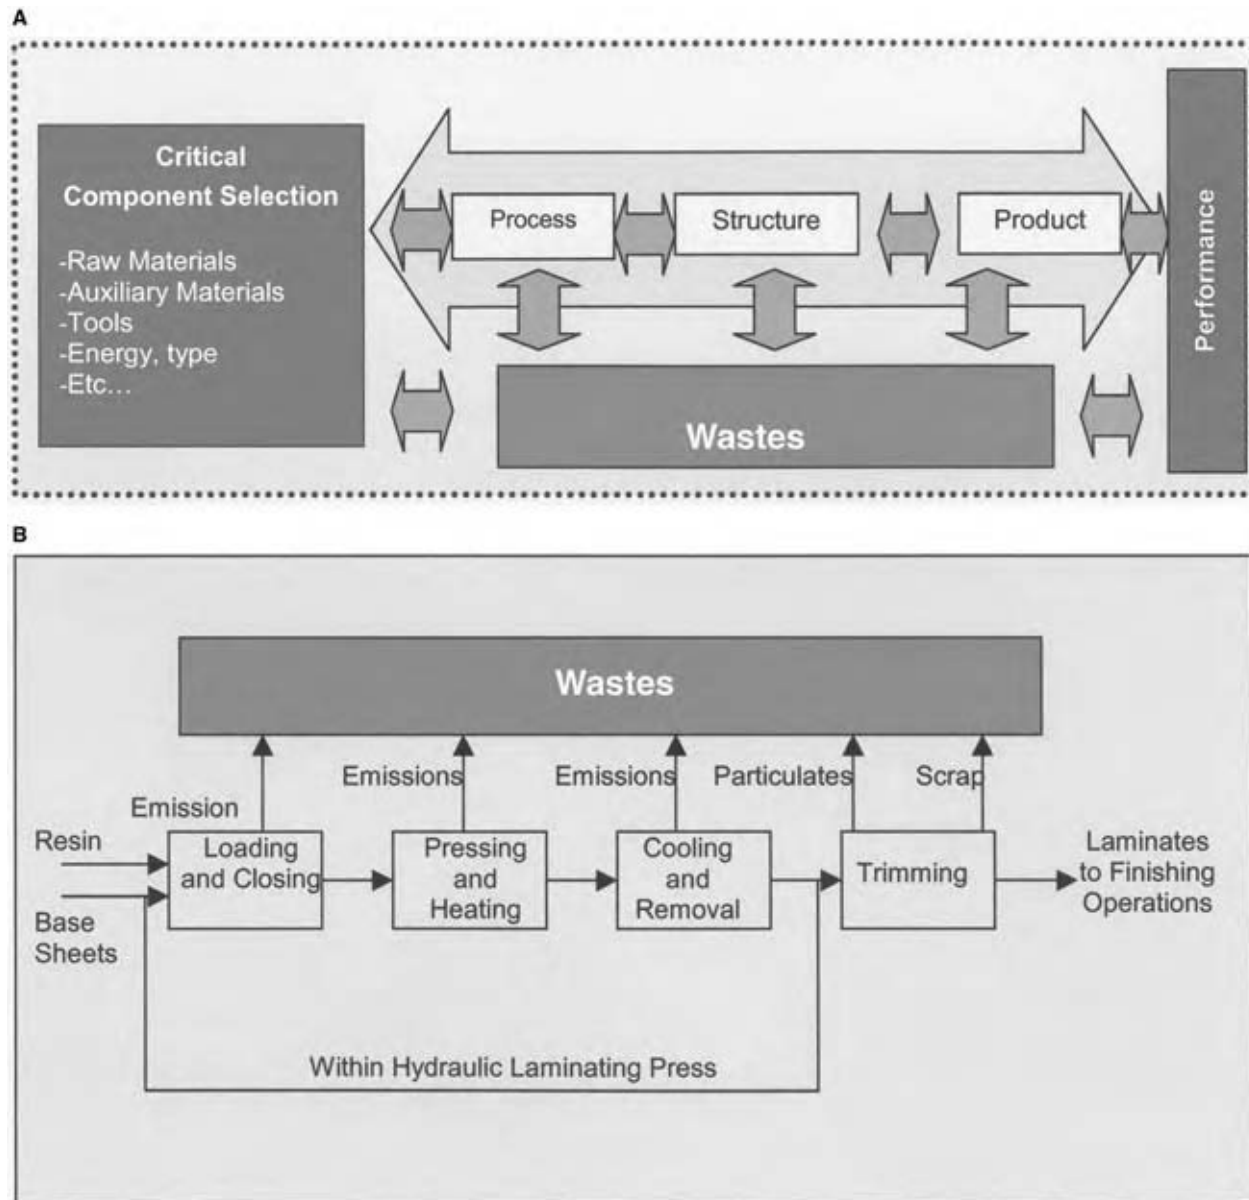 A
Critical
Component Selection
-Raw Materials
-Auxiliary Materials
-Tools
-Energy, type
-Etc...
Process
Structure
Product
Performance
Wastes
B
Wastes
Emissions
Emissions
Particulates
Scrap
Emission
Resin
Base
Sheets
Loading
and Closing
Pressing
and
Heating
Cooling
and
Removal
Trimming
Laminates
to Finishing
Operations
Within Hydraulic Laminating Press